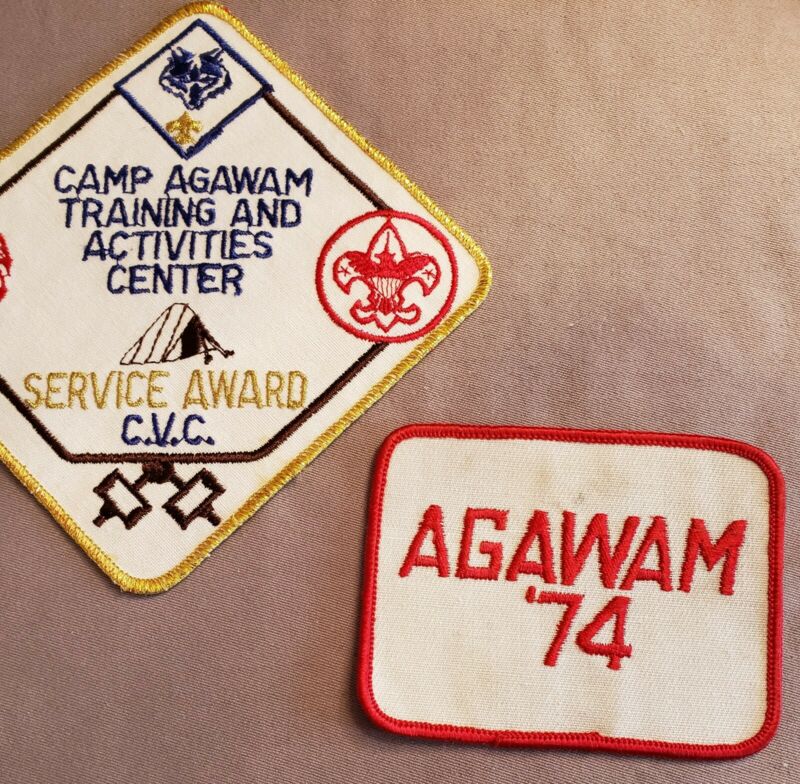 CAMP AGAWAM
TRAINING AND
ACTIVITIES
CENTER
SERVICE AWARD
C.V.C.
AGAWAM
'74